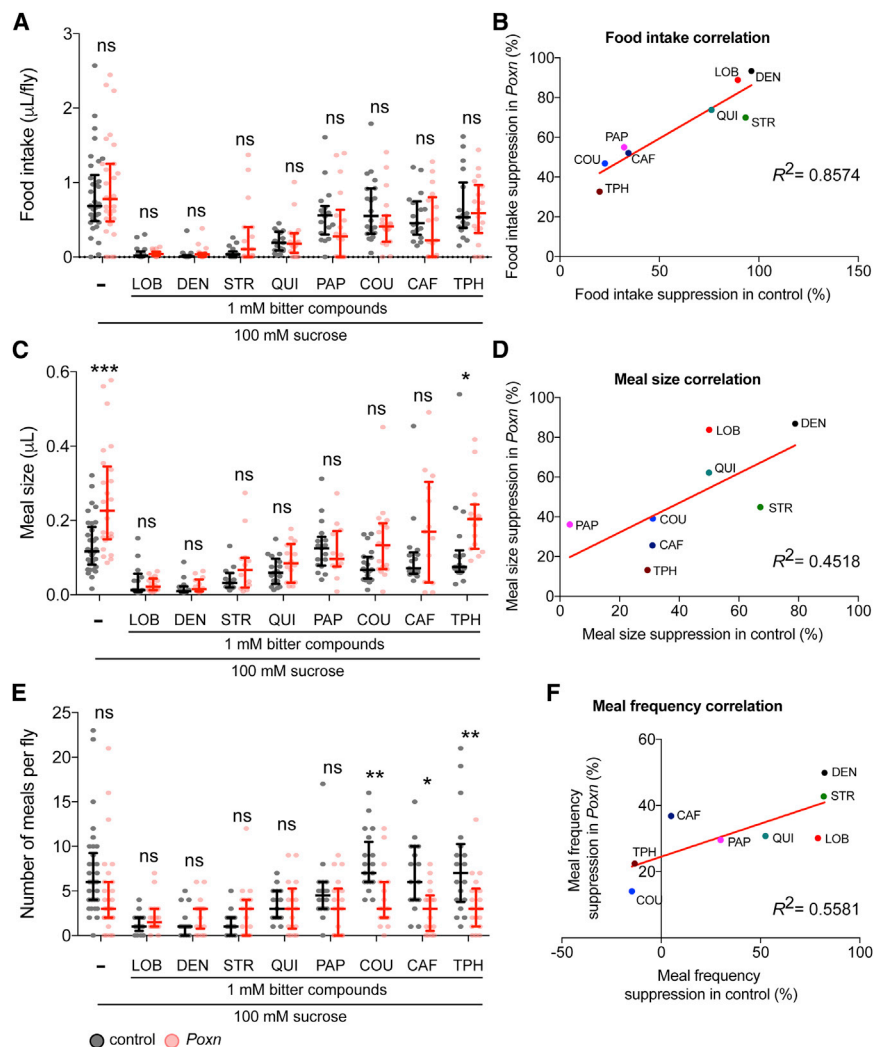 A
Food intake (μL/fly)
3
2
1
0
ns
ns
ns
ns
ns
ns
ns
ns
ns
– LOB DEN STR QUI PAP COU CAF TPH
1 mM bitter compounds
100 mM sucrose
B
Food intake correlation
Food intake suppression in Poxn (%)
100
80
60
40
20
0
LOB
DEN
QUI
STR
PAP
CAF
COU
TPH
R2= 0.8574
0 50 100 150
Food intake suppression in control (%)
C
Meal size (μL)
0.6
0.4
0.2
0.0
***
ns
ns
ns
ns
ns
ns
ns
*
– LOB DEN STR QUI PAP COU CAF TPH
1 mM bitter compounds
100 mM sucrose
D
Meal size correlation
Meal size suppression in Poxn (%)
100
80
60
40
20
0
DEN
LOB
QUI
STR
COU
PAP
CAF
TPH
R2= 0.4518
0 20 40 60 80 100
Meal size suppression in control (%)
E
Number of meals per fly
25
20
15
10
5
0
ns
ns
ns
ns
ns
ns
**
*
**
– LOB DEN STR QUI PAP COU CAF TPH
1 mM bitter compounds
100 mM sucrose
control Poxn
F
Meal frequency correlation
Meal frequency
suppression in Poxn (%)
60
40
20
DEN
STR
CAF
LOB
QUI
PAP
TPH
COU
R2= 0.5581
-50 0 50 100
Meal frequency
suppression in control (%)